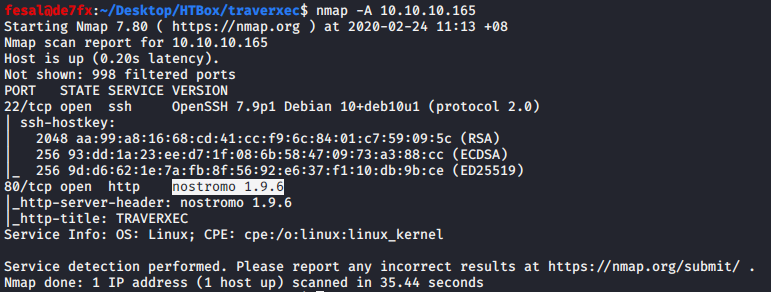 fesal@de7fx:~/Desktop/HTBox/traverxec$ nmap -A 10.10.10.165
Starting Nmap 7.80 ( https://nmap.org ) at 2020-02-24 11:13 +08
Nmap scan report for 10.10.10.165
Host is up (0.20s latency).
Not shown: 998 filtered ports
PORT   STATE SERVICE VERSION
22/tcp open  ssh     OpenSSH 7.9p1 Debian 10+deb10u1 (protocol 2.0)
| ssh-hostkey:
|   2048 aa:99:a8:16:68:cd:41:cc:f9:6c:84:01:c7:59:09:5c (RSA)
|   256 93:dd:1a:23:ee:d7:1f:08:6b:58:47:09:73:a3:88:cc (ECDSA)
|_  256 9d:d6:62:1e:7a:fb:8f:56:92:e6:37:f1:10:db:9b:ce (ED25519)
80/tcp open  http    nostromo 1.9.6
|_http-server-header: nostromo 1.9.6
|_http-title: TRAVERXEC
Service Info: OS: Linux; CPE: cpe:/o:linux:linux_kernel

Service detection performed. Please report any incorrect results at https://nmap.org/submit/ .
Nmap done: 1 IP address (1 host up) scanned in 35.44 seconds